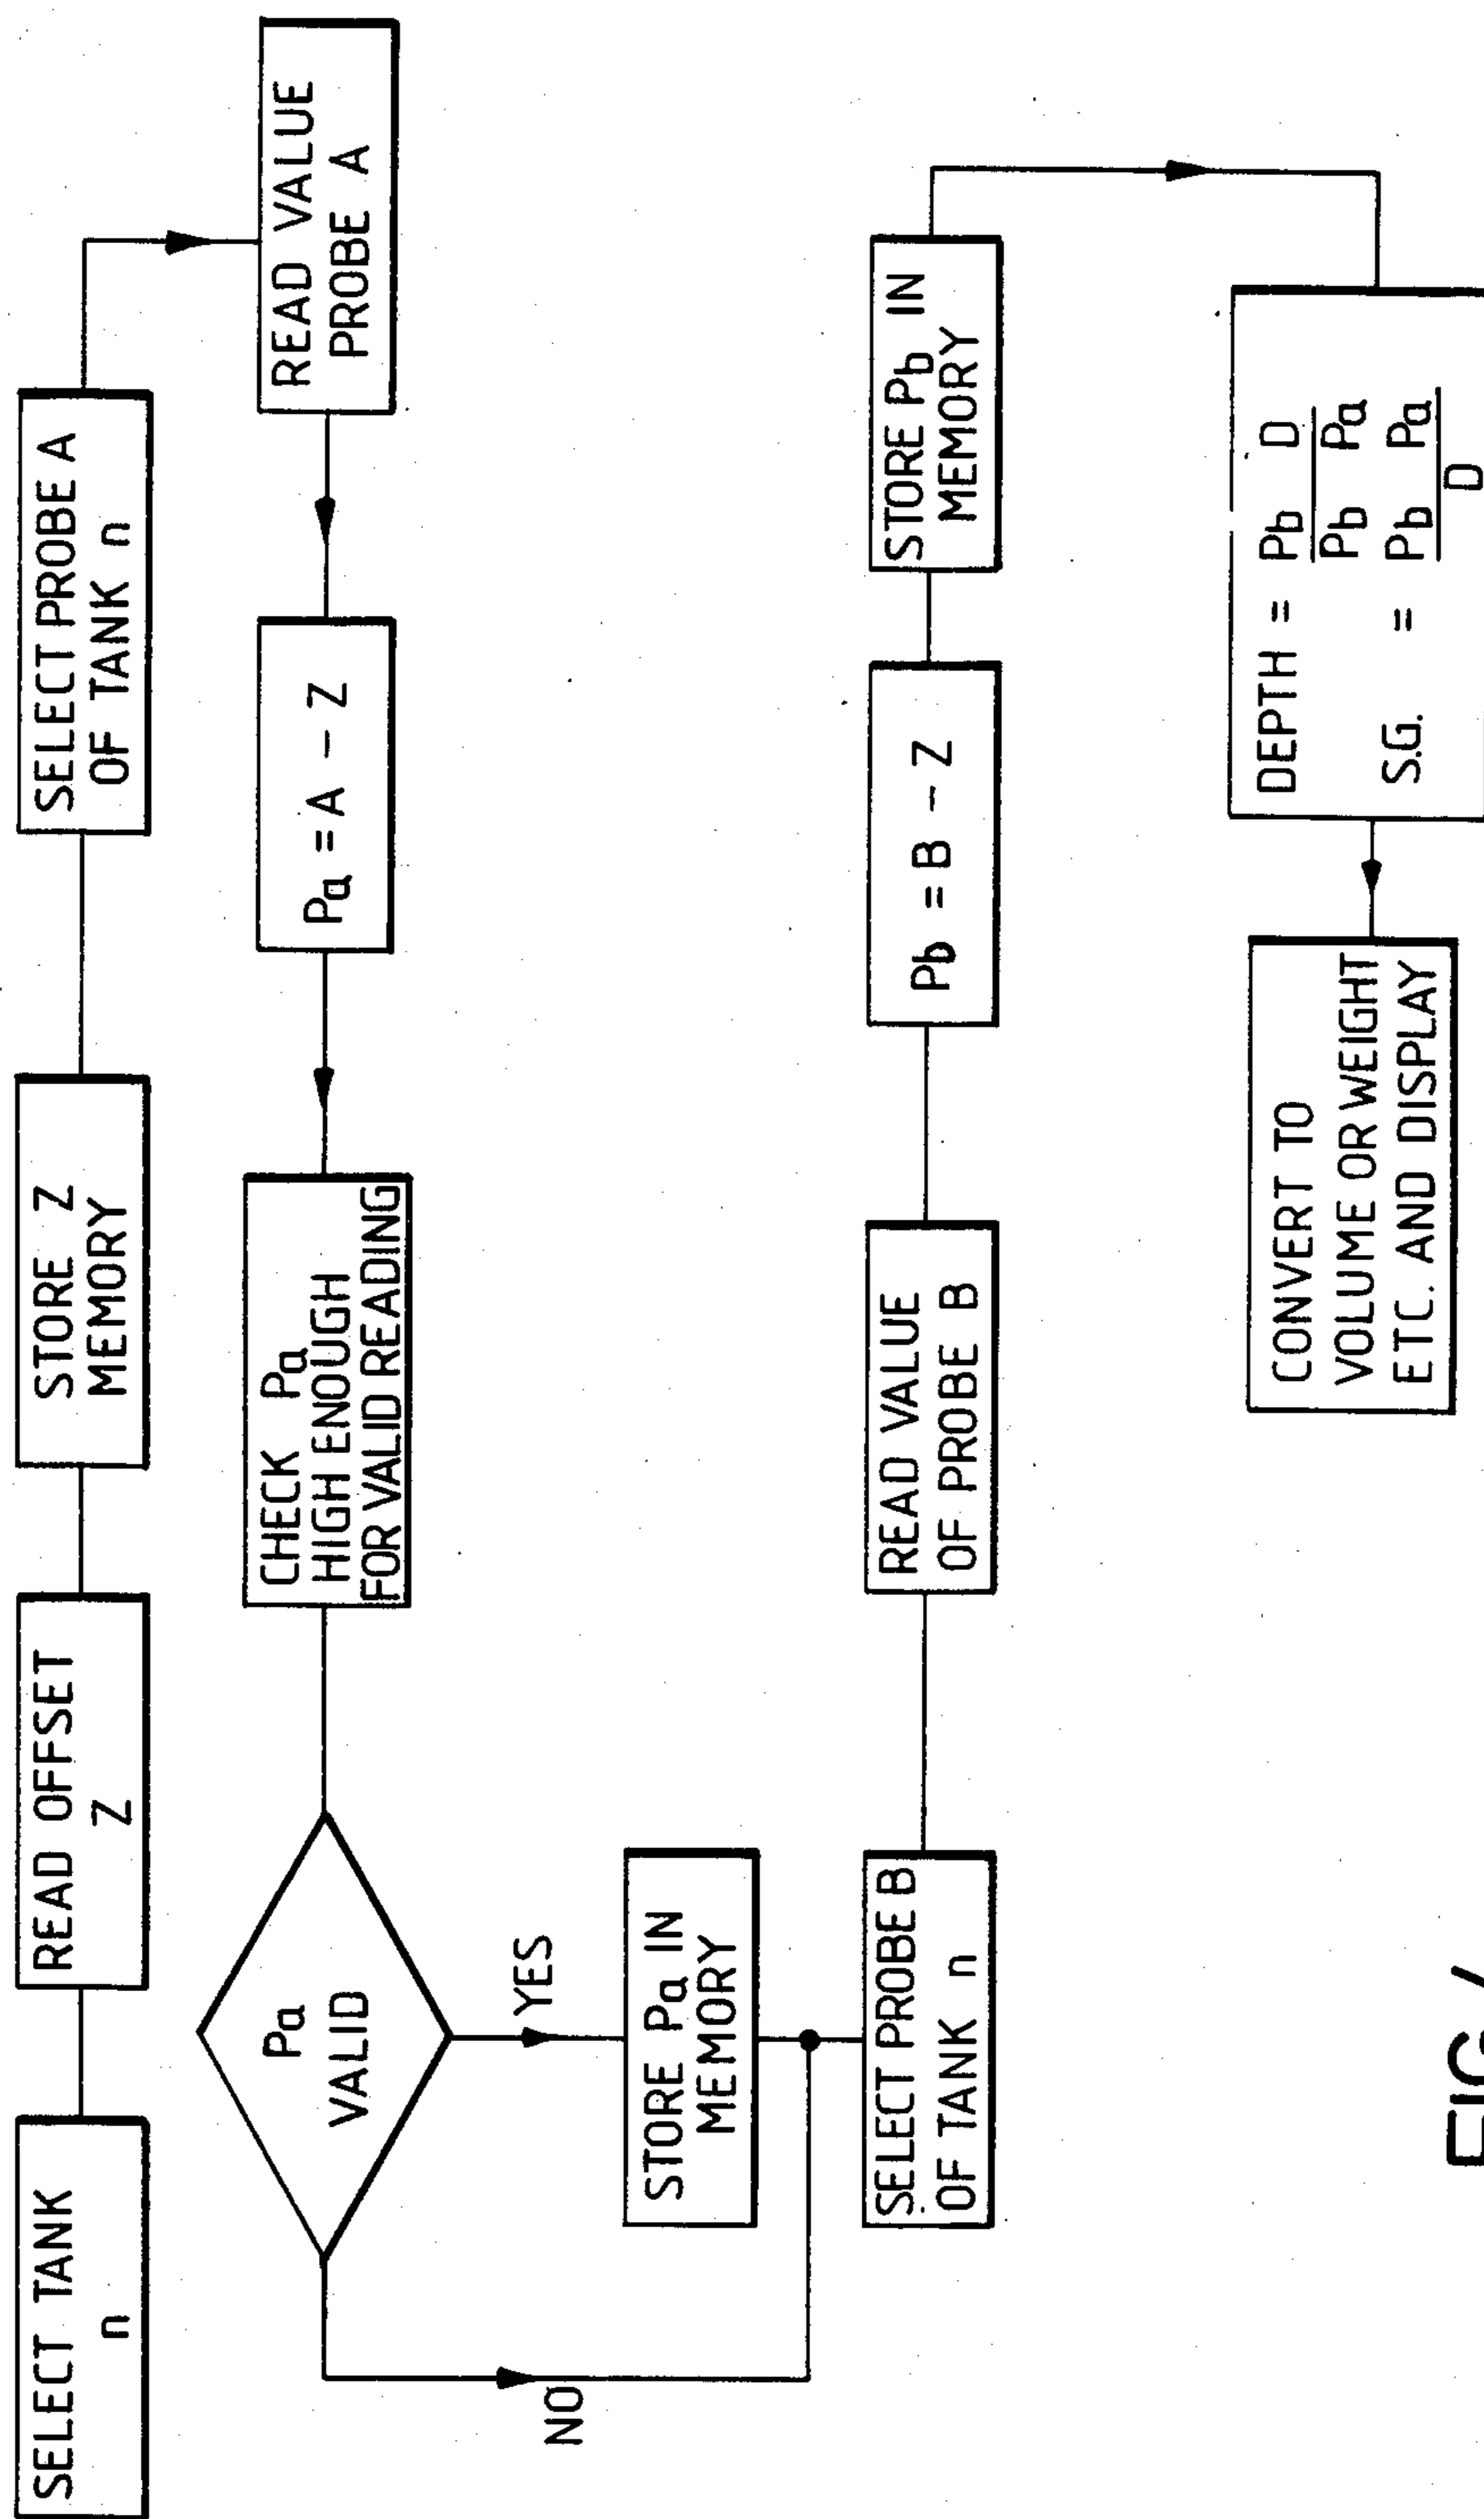 SELECT TANK
n
READ OFFSET
Z
STORE Z
MEMORY
SELECT PROBE A
OF TANK n
READ VALUE
PROBE A
Pa = A - Z
CHECK Pa
HIGH ENOUGH
FOR VALID READING
Pa
VALID
YES
NO
STORE Pa IN
MEMORY
SELECT PROBE B
OF TANK n
READ VALUE
OF PROBE B
Pb = B - Z
STORE Pb IN
MEMORY
DEPTH = Pb D
Pb Pa
S.G. = Pb Pa
D
CONVERT TO
VOLUME OR WEIGHT
ETC. AND DISPLAY
FIG